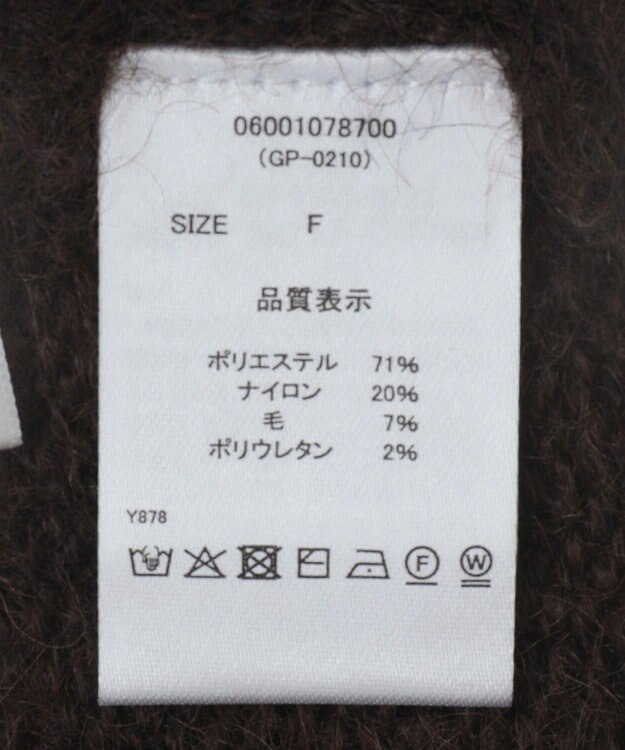 06001078700
(GP-0210)
SIZE F
品質表示
ポリエステル 71%
ナイロン 20%
毛 7%
ポリウレタン 2%
Y878
F W